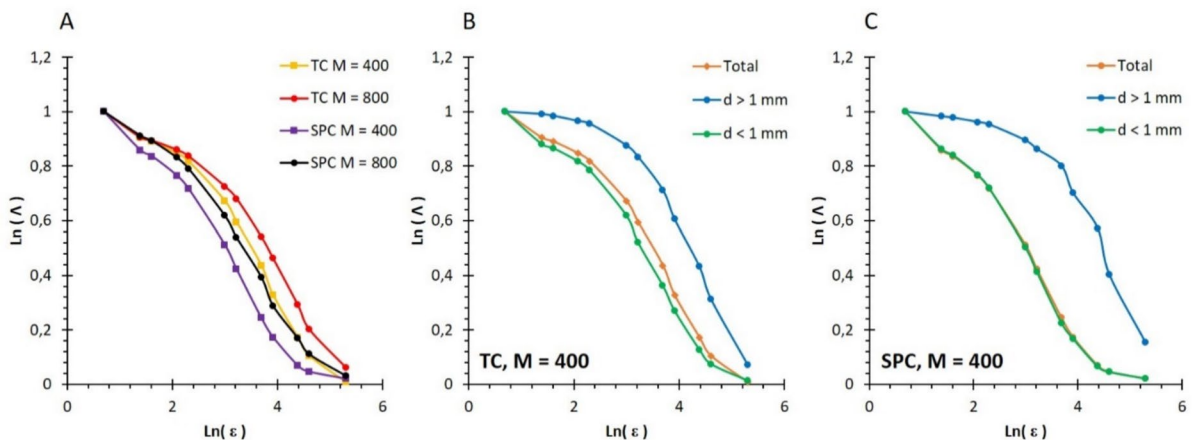 A
1,2
1
0,8
0,6
0,4
0,2
0
Ln( Λ )
0 2 4 6
Ln( ε )
TC M = 400
TC M = 800
SPC M = 400
SPC M = 800
B
1,2
1
0,8
0,6
0,4
0,2
0
Ln( Λ )
0 2 4 6
Ln( ε )
Total
d > 1 mm
d < 1 mm
TC, M = 400
C
1,2
1
0,8
0,6
0,4
0,2
0
Ln( Λ )
0 2 4 6
Ln( ε )
Total
d > 1 mm
d < 1 mm
SPC, M = 400